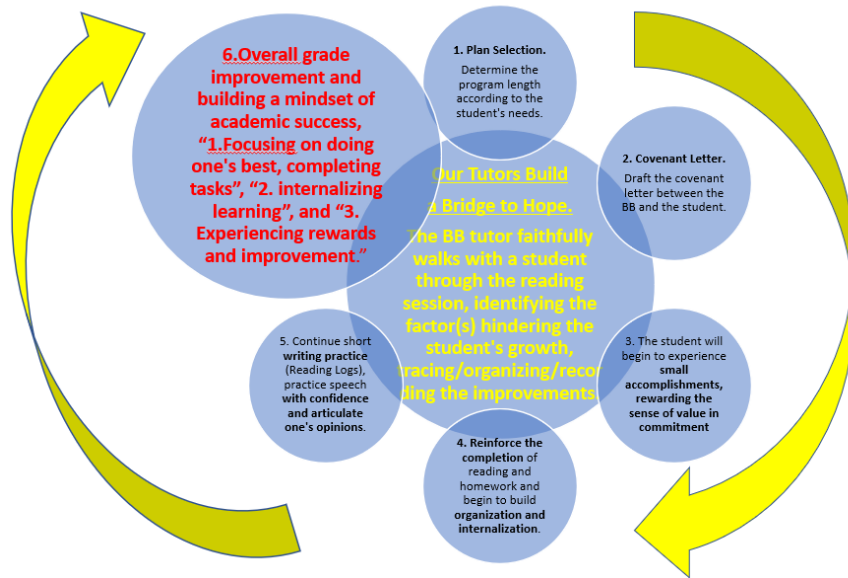 6.Overall grade
improvement and
building a mindset of
academic success,
“1.Focusing on doing
one's best, completing
tasks”, “2. internalizing
learning”, and “3.
Experiencing rewards
and improvement.”
1. Plan Selection.
Determine the
program length
according to the
student's needs.
2. Covenant Letter.
Draft the covenant
letter between the
BB and the student.
3. The student will
begin to experience
small
accomplishments,
rewarding the
sense of value in
commitment
4. Reinforce the
completion of
reading and
homework and
begin to build
organization and
internalization.
5. Continue short
writing practice
(Reading Logs),
practice speech
with confidence
and articulate
one's opinions.
Our Tutors Build
a Bridge to Hope.
The BB tutor faithfully
walks with a student
through the reading
session, identifying the
factor(s) hindering the
student's growth,
tracing/organizing/recor
ding the improvements.